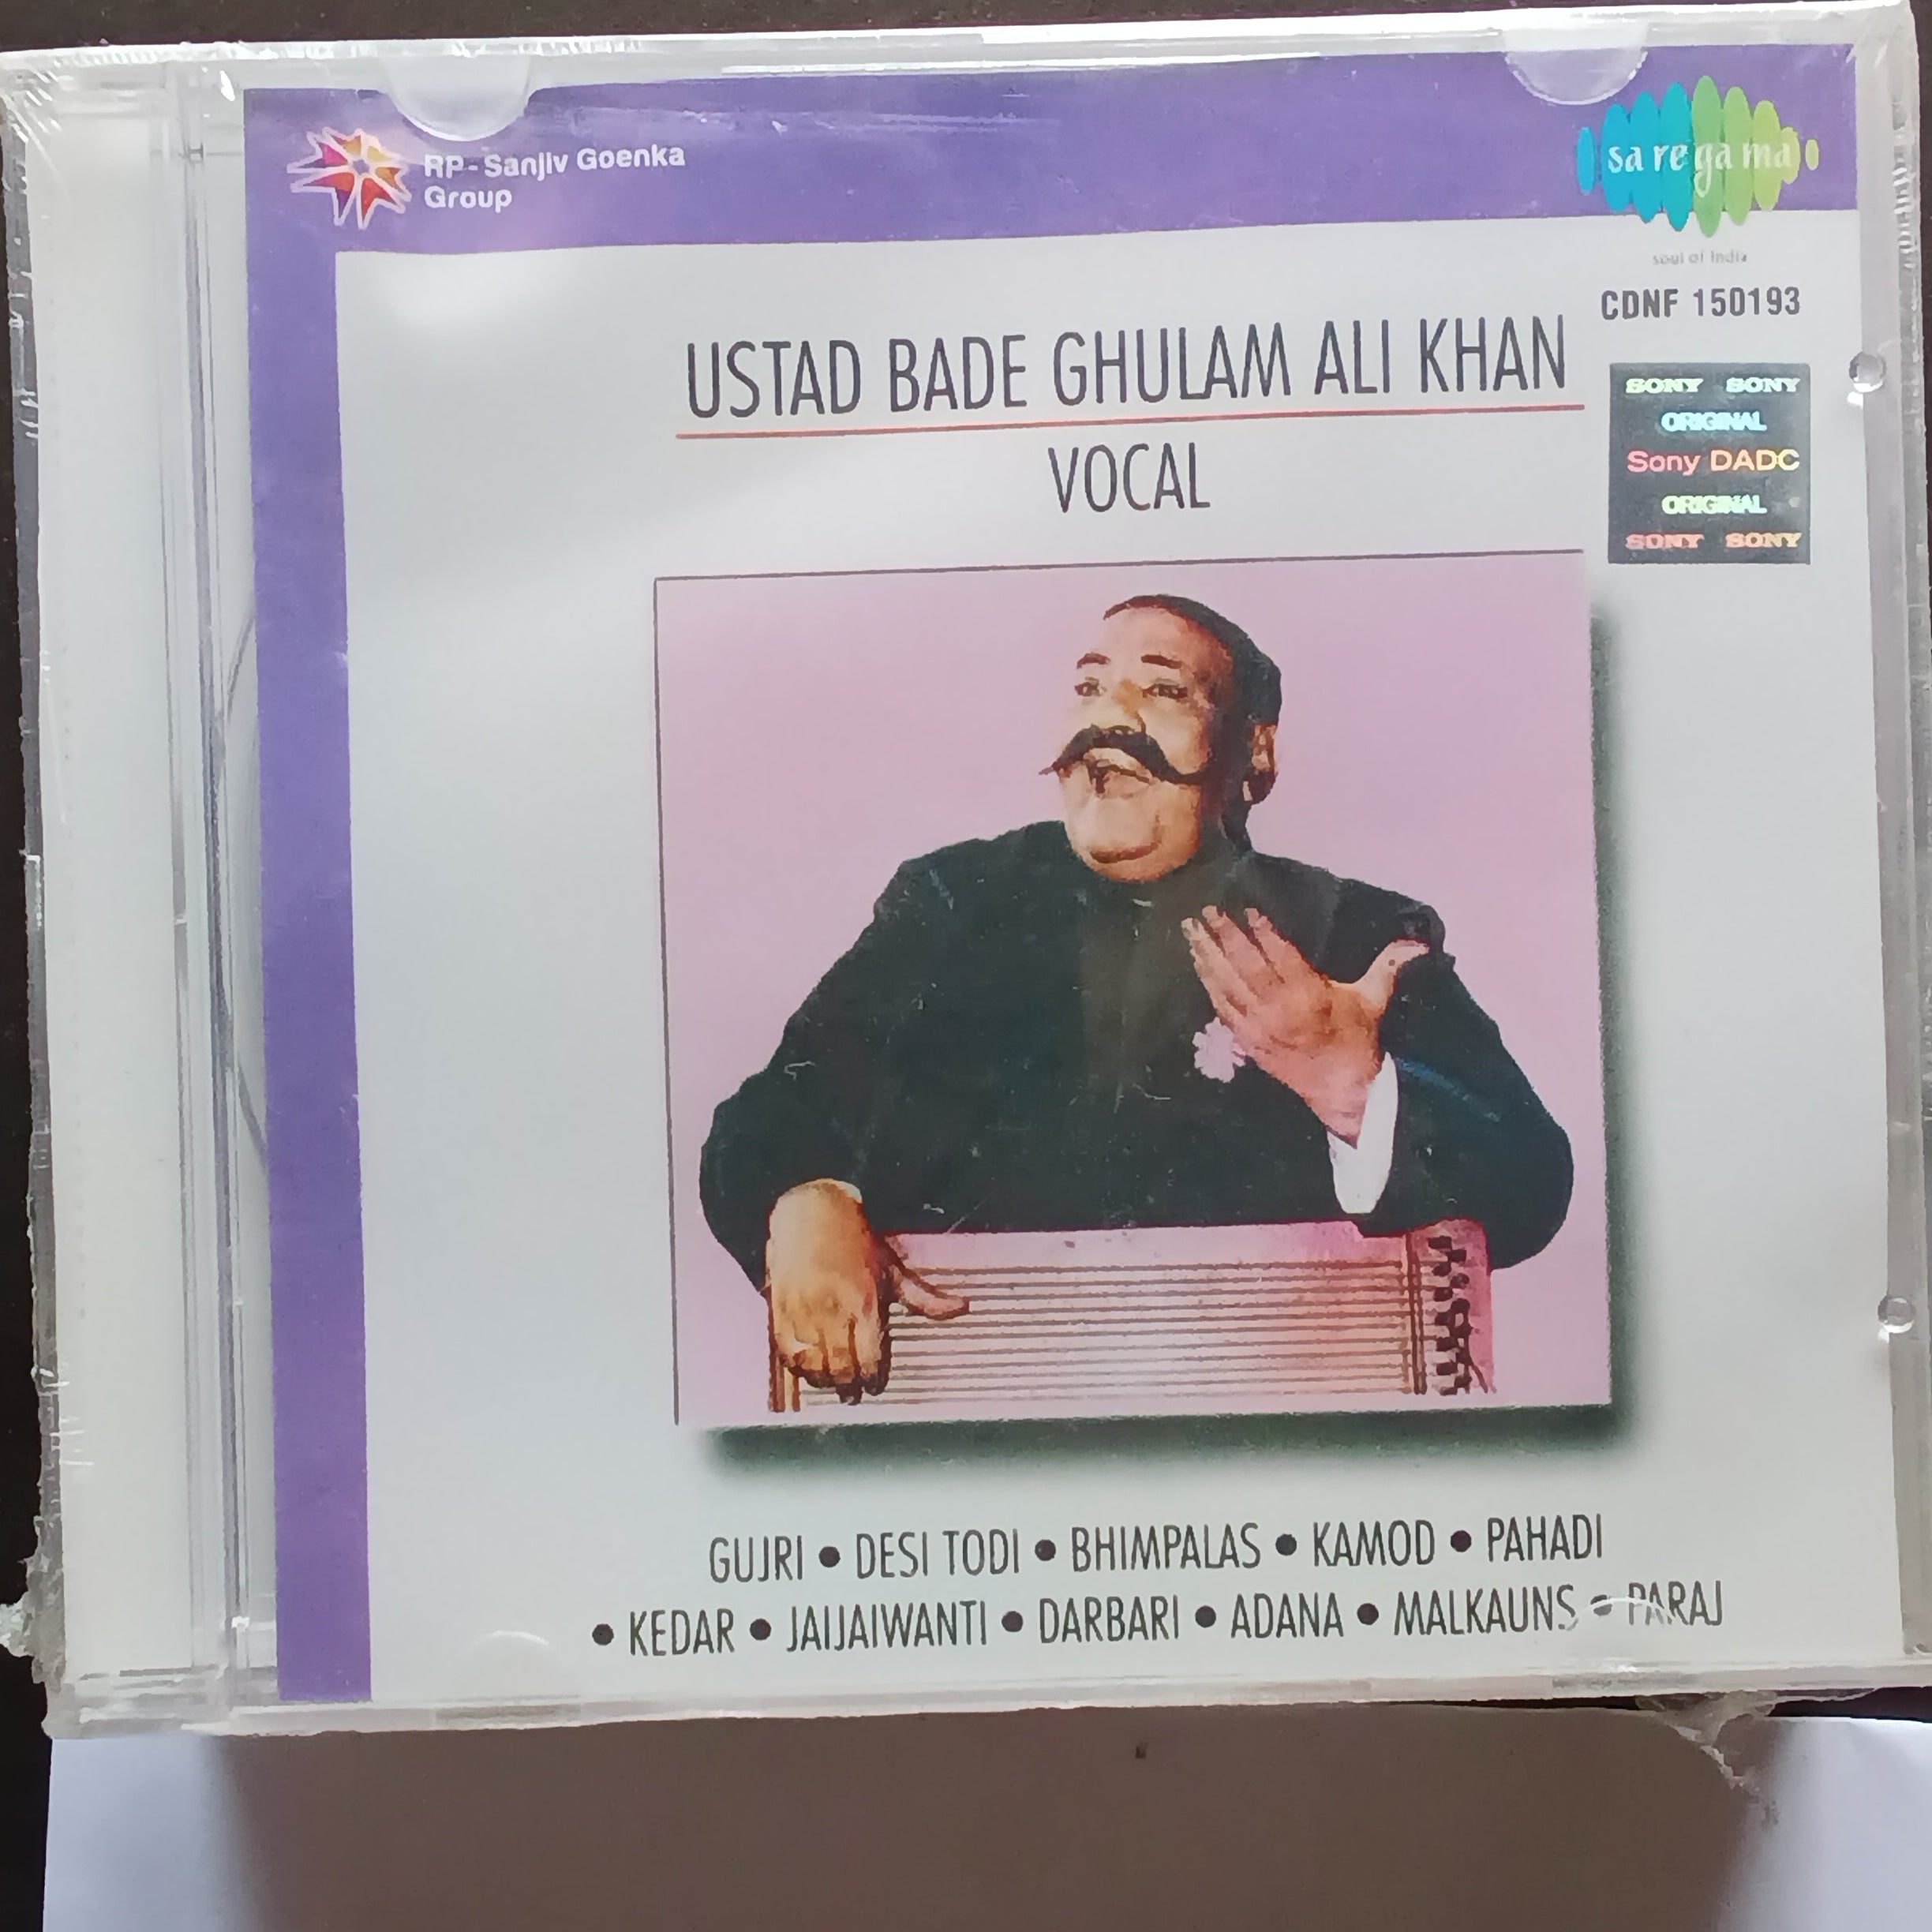 RP-Sanjiv Goenka
Group
sa re ga ma
soul of India
CDNF 150193
USTAD BADE GHULAM ALI KHAN
VOCAL
SONY SONY
ORIGINAL
Sony DADC
ORIGINAL
SONY SONY
GUJRI • DESI TODI • BHIMPALAS • KAMOD • PAHADI
• KEDAR • JAIJAIWANTI • DARBARI • ADANA • MALKAUNS • PARAJ